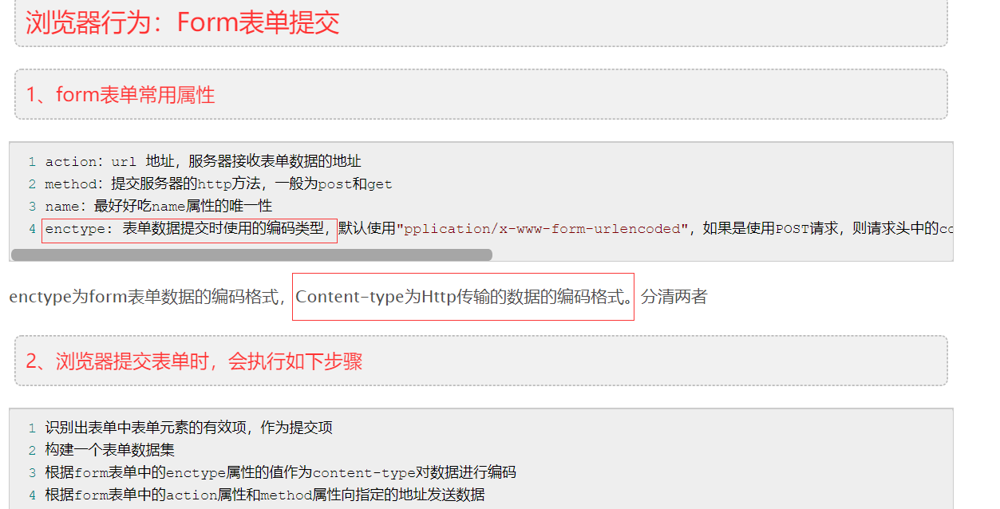 浏览器行为：Form表单提交
1、form表单常用属性
1 action：url 地址，服务器接收表单数据的地址
2 method：提交服务器的http方法，一般为post和get
3 name：最好好吃name属性的唯一性
4 enctype: 表单数据提交时使用的编码类型，默认使用"pplication/x-www-form-urlencoded"，如果是使用POST请求，则请求头中的
enctype为form表单数据的编码格式，Content-type为Http传输的数据的编码格式。分清两者
2、浏览器提交表单时，会执行如下步骤
1 识别出表单中表单元素的有效项，作为提交项
2 构建一个表单数据集
3 根据form表单中的enctype属性的值作为content-type对数据进行编码
4 根据form表单中的action属性和method属性向指定的地址发送数据